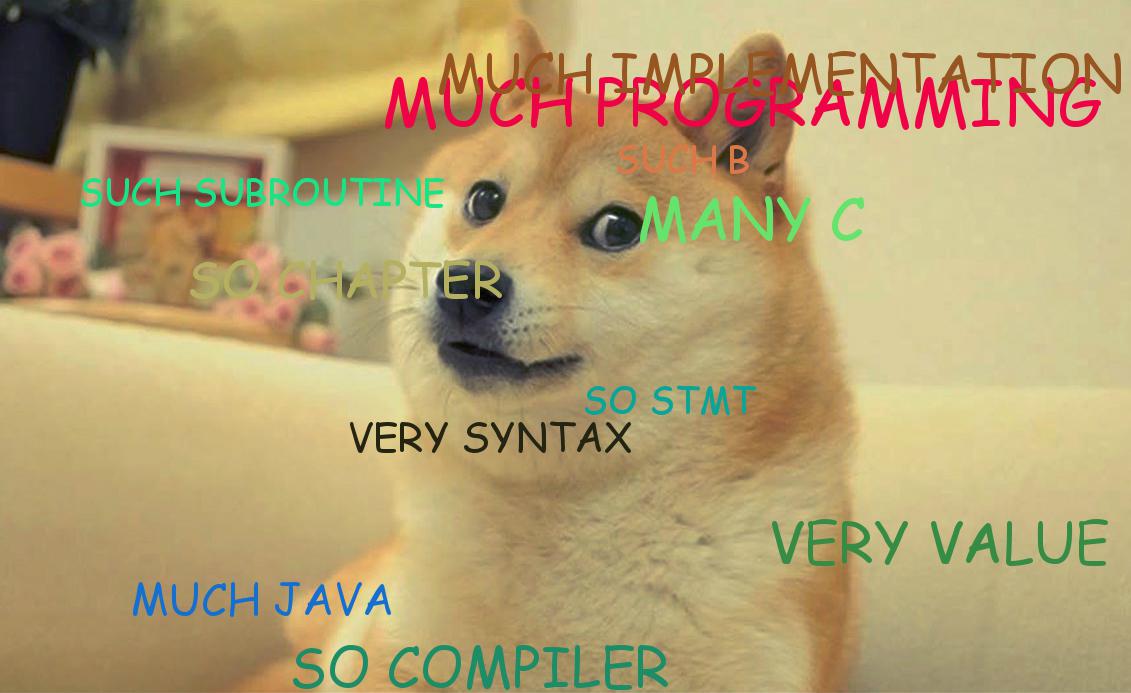 MUCH IMPLEMENTATION
MUCH PROGRAMMING
SUCH B
SUCH SUBROUTINE
MANY C
SO CHAPTER
SO STMT
VERY SYNTAX
VERY VALUE
MUCH JAVA
SO COMPILER